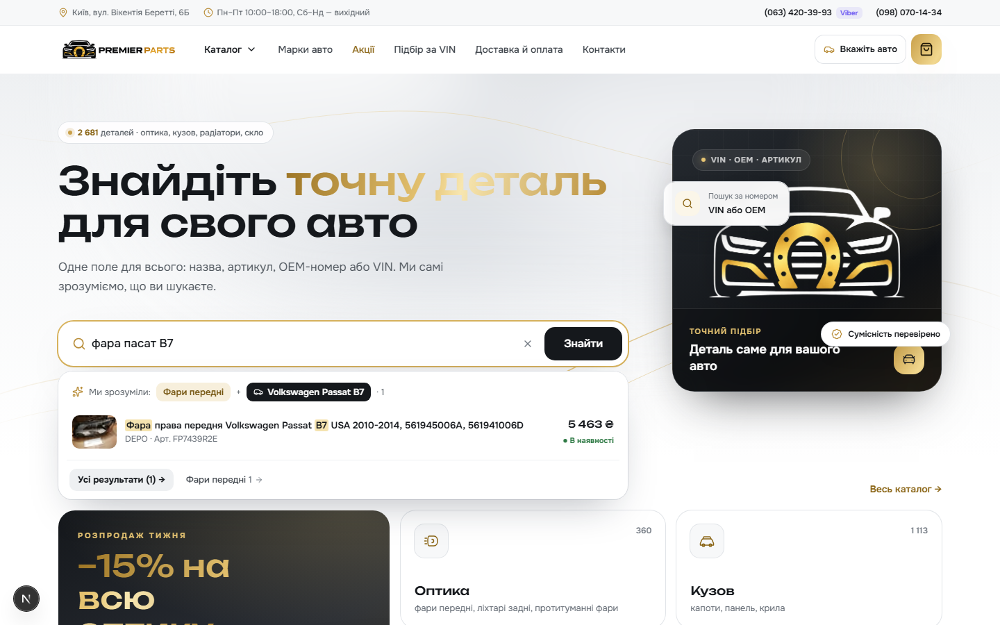 Київ, вул. Вікентія Беретті, 6Б
Пн–Пт 10:00–18:00, Сб–Нд — вихідний
(063) 420-39-93 Viber
(098) 070-14-34
PREMIERPARTS
Каталог
Марки авто
Акції
Підбір за VIN
Доставка й оплата
Контакти
Вкажіть авто
2 681 деталей · оптика, кузов, радіатори, скло
Знайдіть точну деталь
для свого авто
Одне поле для всього: назва, артикул, OEM-номер або VIN. Ми самі
зрозуміємо, що ви шукаєте.
фара пасат B7
Знайти
Ми зрозуміли: Фари передні + Volkswagen Passat B7 · 1
Фара права передня Volkswagen Passat B7 USA 2010-2014, 561945006A, 561941006D
DEPO · Арт. FP7439R2E
5 463 ₴
В наявності
Усі результати (1) →
Фари передні 1 →
VIN · OEM · АРТИКУЛ
Пошук за номером
VIN або OEM
ТОЧНИЙ ПІДБІР
Сумісність перевірено
Деталь саме для вашого
авто
Весь каталог →
РОЗПРОДАЖ ТИЖНЯ
−15% на
всю
360
Оптика
фари передні, ліхтарі задні, протитуманні фари
1 113
Кузов
капоти, панель, крила
N